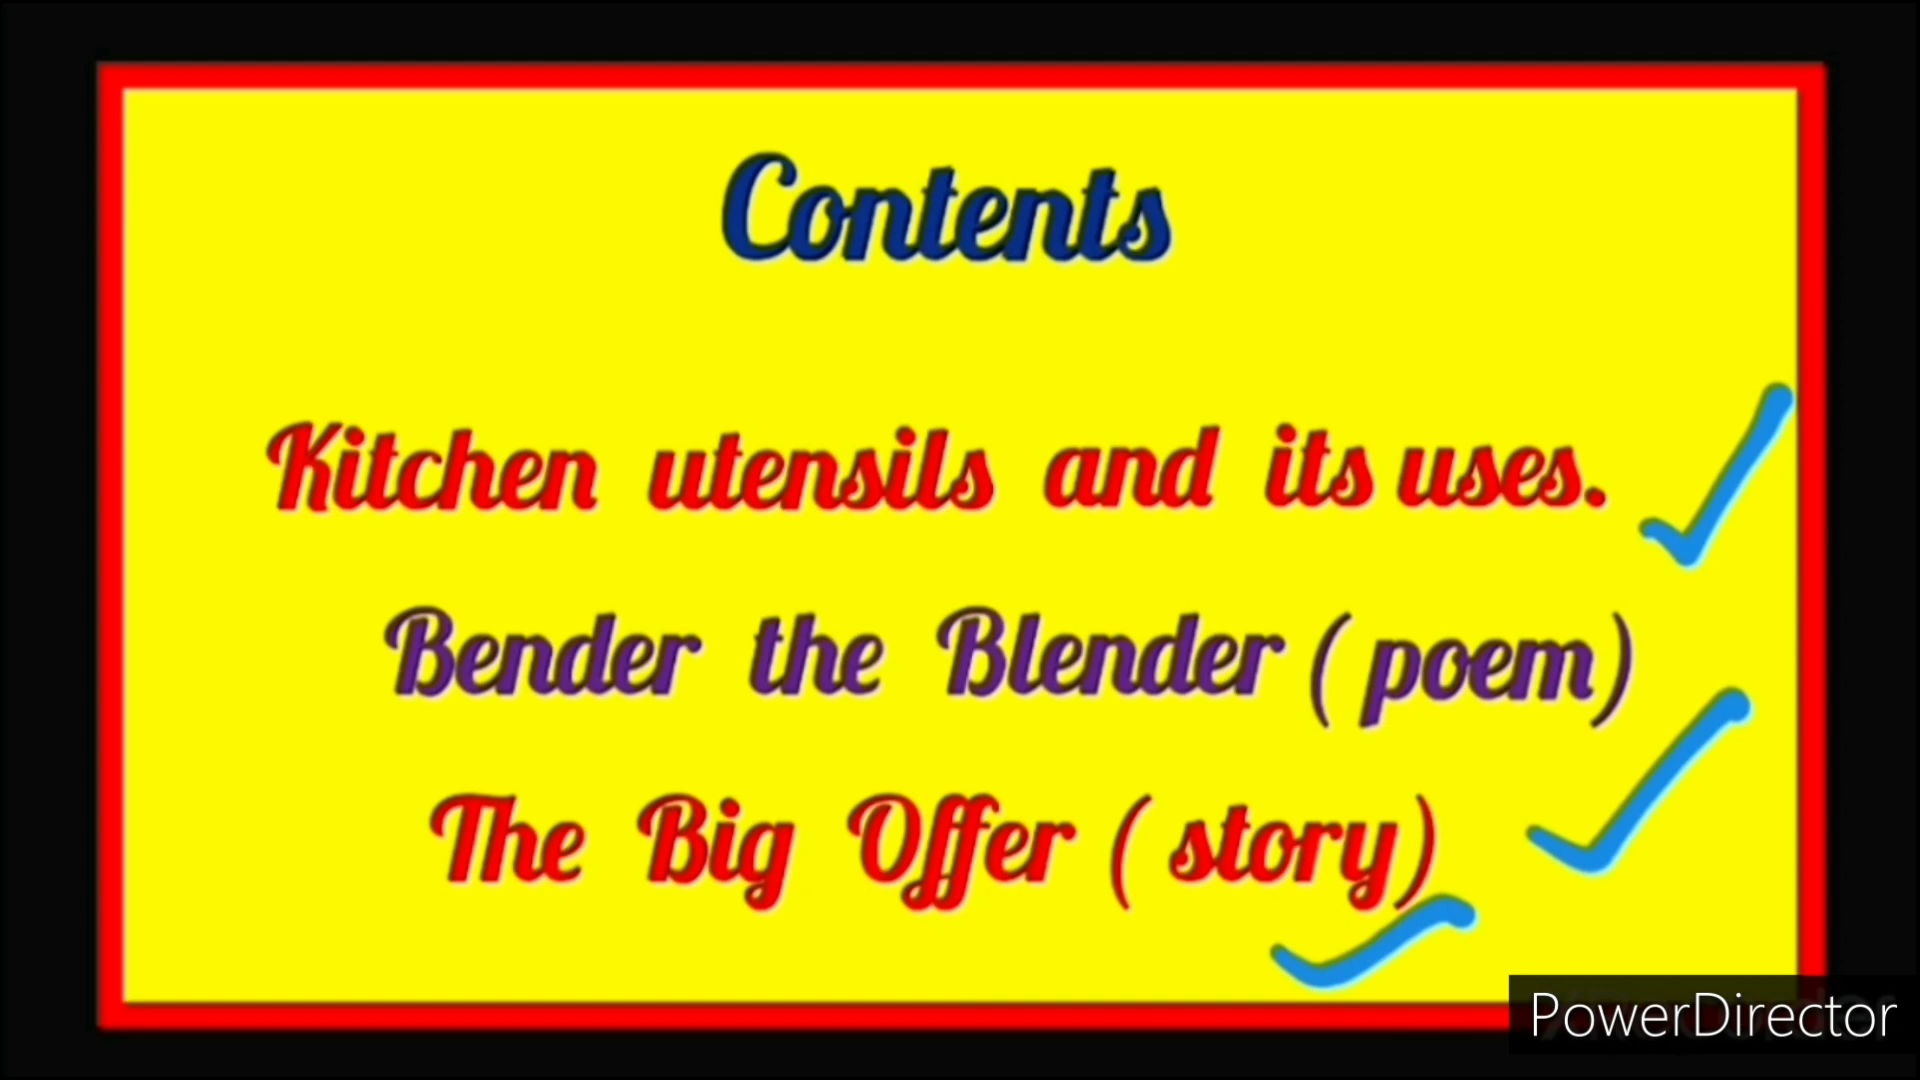 Contents
Kitchen utensils and its uses.
Bender the Blender ( poem)
The Big Offer ( story)
PowerDirector